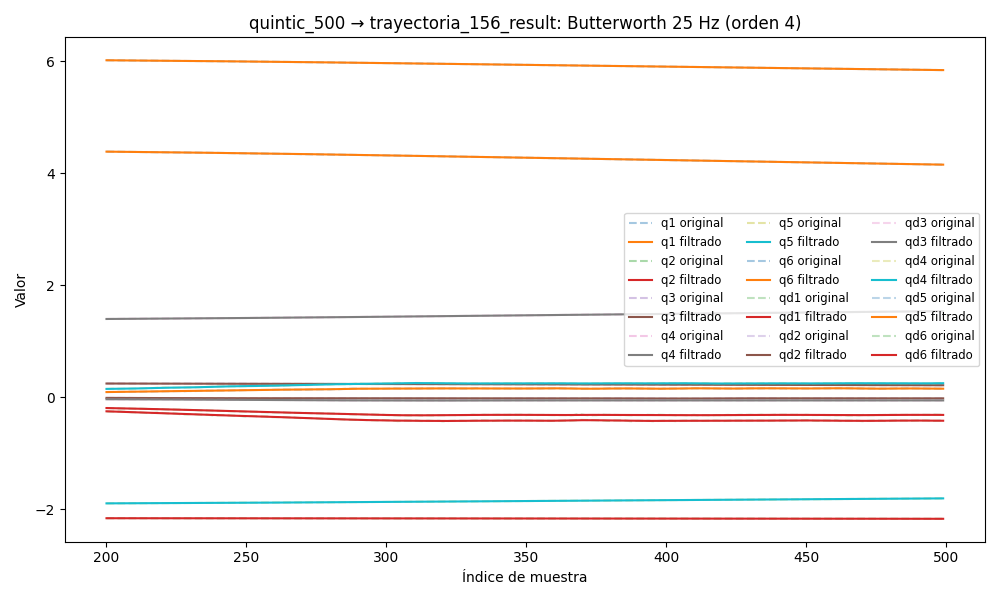 quintic_500 → trayectoria_156_result: Butterworth 25 Hz (orden 4)
Valor
6
4
2
0
−2
q1 original
q1 filtrado
q2 original
q2 filtrado
q3 original
q3 filtrado
q4 original
q4 filtrado
q5 original
q5 filtrado
q6 original
q6 filtrado
qd1 original
qd1 filtrado
qd2 original
qd2 filtrado
qd3 original
qd3 filtrado
qd4 original
qd4 filtrado
qd5 original
qd5 filtrado
qd6 original
qd6 filtrado
200
250
300
350
400
450
500
Índice de muestra